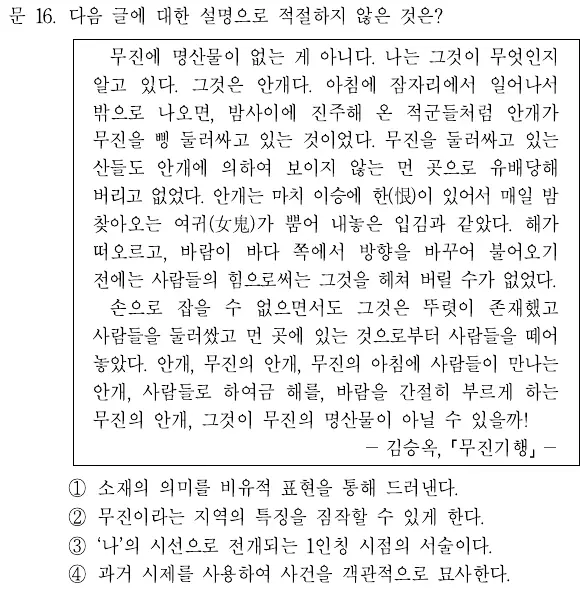 문 16. 다음 글에 대한 설명으로 적절하지 않은 것은?
무진에 명산물이 없는 게 아니다. 나는 그것이 무엇인지
알고 있다. 그것은 안개다. 아침에 잠자리에서 일어나서
밖으로 나오면, 밤사이에 진주해 온 적군들처럼 안개가
무진을 삥 둘러싸고 있는 것이었다. 무진을 둘러싸고 있는
산들도 안개에 의하여 보이지 않는 먼 곳으로 유배당해
버리고 없었다. 안개는 마치 이승에 한(恨)이 있어서 매일 밤
찾아오는 여귀(女鬼)가 뿜어 내놓은 입김과 같았다. 해가
떠오르고, 바람이 바다 쪽에서 방향을 바꾸어 불어오기
전에는 사람들의 힘으로써는 그것을 헤쳐 버릴 수가 없었다.
손으로 잡을 수 없으면서도 그것은 뚜렷이 존재했고
사람들을 둘러쌌고 먼 곳에 있는 것으로부터 사람들을 떼어
놓았다. 안개, 무진의 안개, 무진의 아침에 사람들이 만나는
안개, 사람들로 하여금 해를, 바람을 간절히 부르게 하는
무진의 안개, 그것이 무진의 명산물이 아닐 수 있을까!
－ 김승옥, ｢무진기행｣ －
① 소재의 의미를 비유적 표현을 통해 드러낸다.
② 무진이라는 지역의 특징을 짐작할 수 있게 한다.
③ ‘나’의 시선으로 전개되는 1인칭 시점의 서술이다.
④ 과거 시제를 사용하여 사건을 객관적으로 묘사한다.